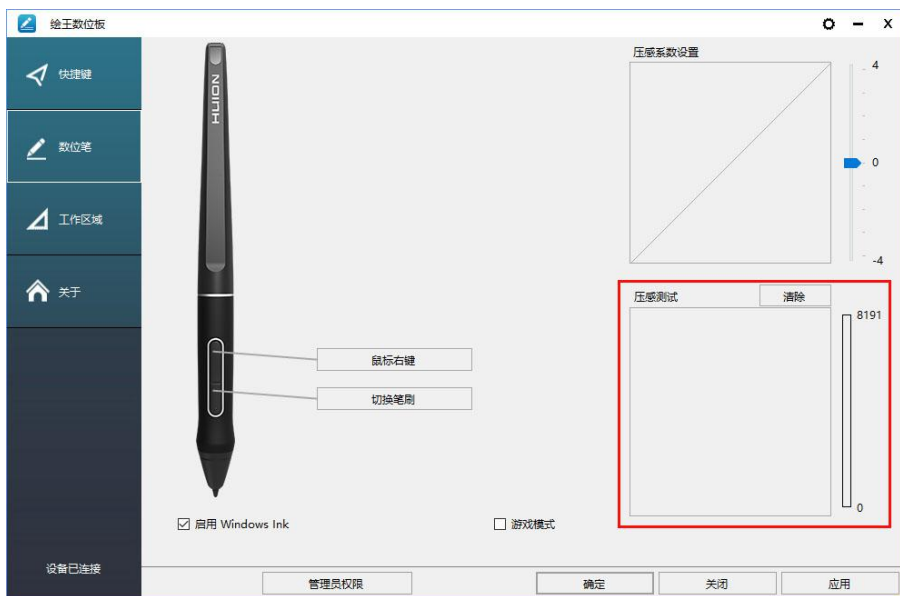 绘王数位板
快捷键
数位笔
工作区域
关于
设备已连接
HUION
鼠标右键
切换笔刷
启用 Windows Ink
游戏模式
压感系数设置
4
0
-4
压感测试
清除
8191
0
管理员权限
确定
关闭
应用